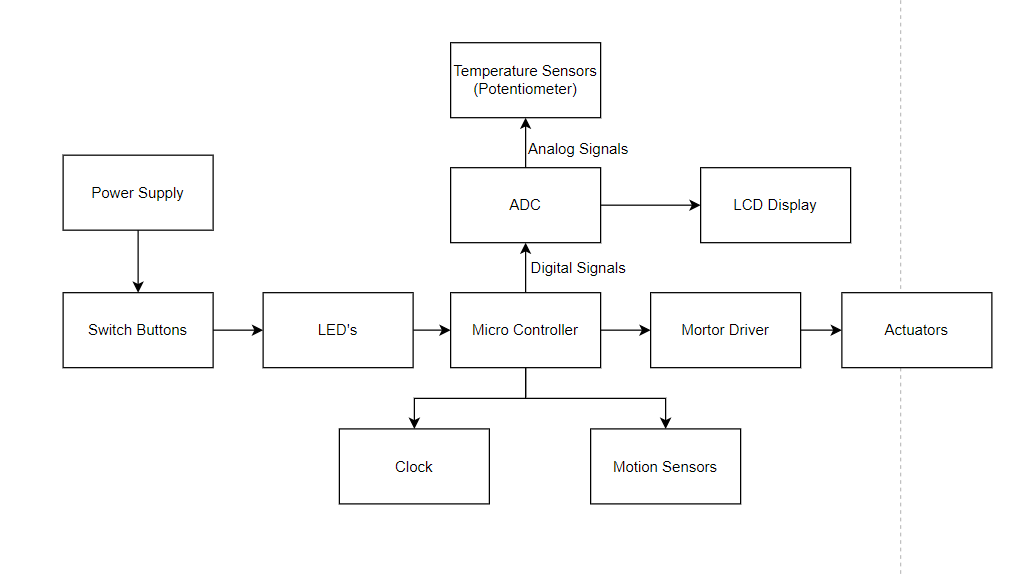 Temperature Sensors
(Potentiometer)
Analog Signals
Power Supply
ADC
LCD Display
Digital Signals
Switch Buttons
LED's
Micro Controller
Mortor Driver
Actuators
Clock
Motion Sensors